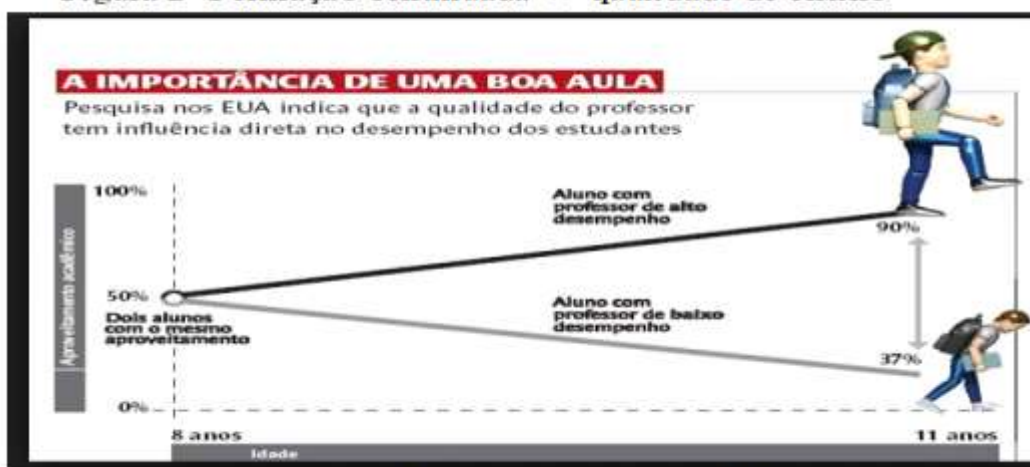 A IMPORTÂNCIA DE UMA BOA AULA
Pesquisa nos EUA indica que a qualidade do professor
tem influência direta no desempenho dos estudantes
100%
Aluno com
professor de alto
desempenho
90%
Aproveitamento acadêmico
50%
Dois alunos
com o mesmo
aproveitamento
Aluno com
professor de baixo
desempenho
37%
0%
8 anos
11 anos
Idade